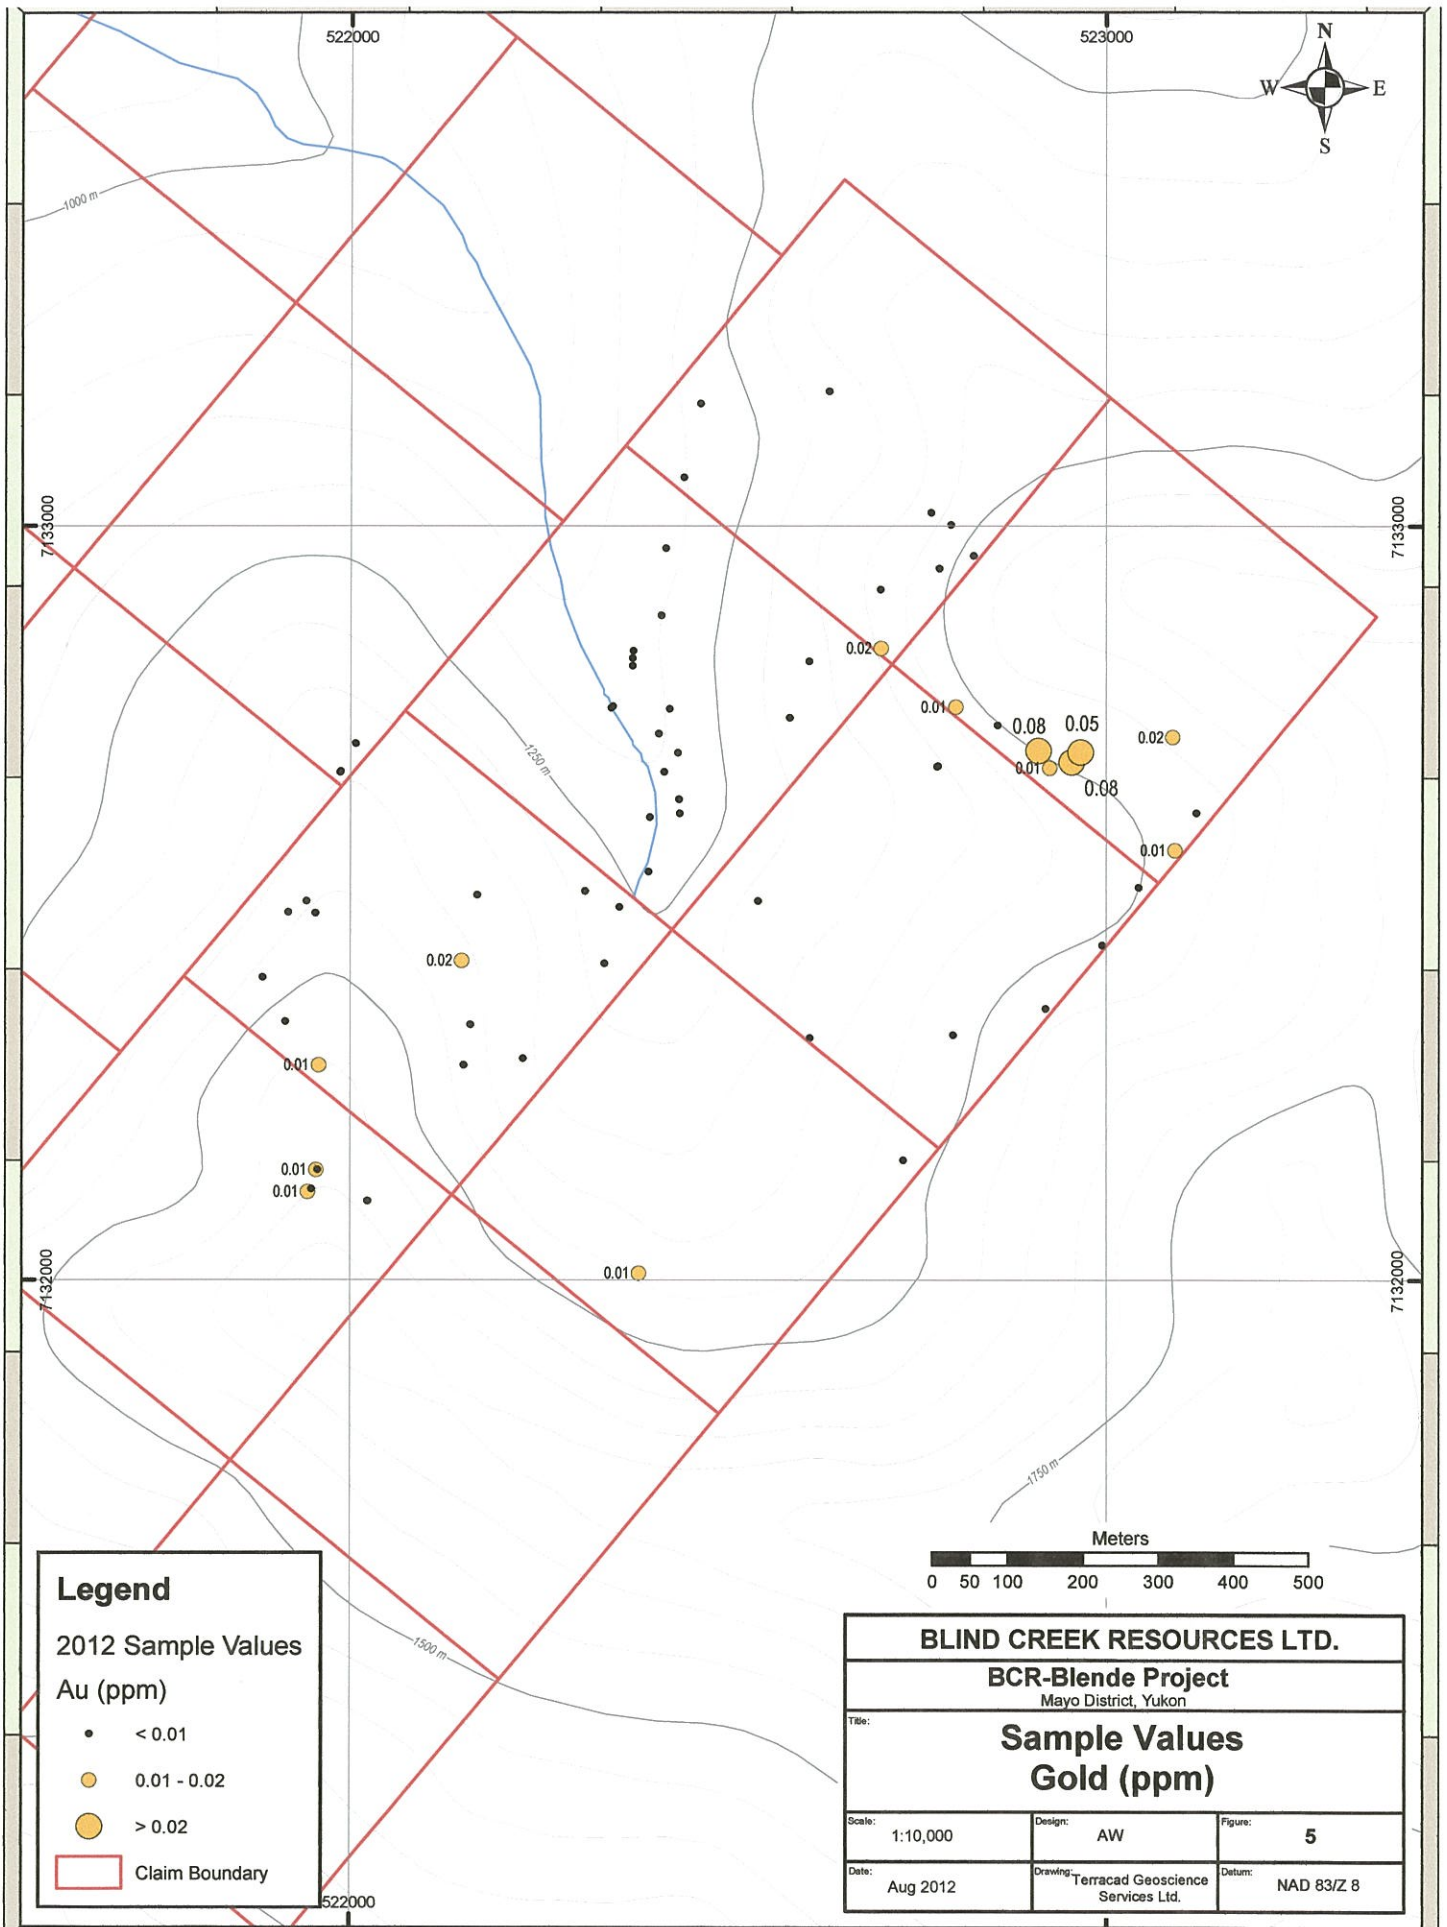 522000
523000
N
W
E
S
1000 m
7133000
7133000
0.02
0.01
0.08
0.05
0.02
0.01
0.08
1250 m
0.01
0.02
0.01
0.01
0.01
0.01
7132000
7132000
1750 m
1500 m
Meters
0 50 100 200 300 400 500
Legend
2012 Sample Values
Au (ppm)
< 0.01
0.01 - 0.02
> 0.02
Claim Boundary
522000
BLIND CREEK RESOURCES LTD.
BCR-Blende Project
Mayo District, Yukon
Title:
Sample Values
Gold (ppm)
Scale:
1:10,000
Design:
AW
Figure:
5
Date:
Aug 2012
Drawing:
Terracad Geoscience
Services Ltd.
Datum:
NAD 83/Z 8